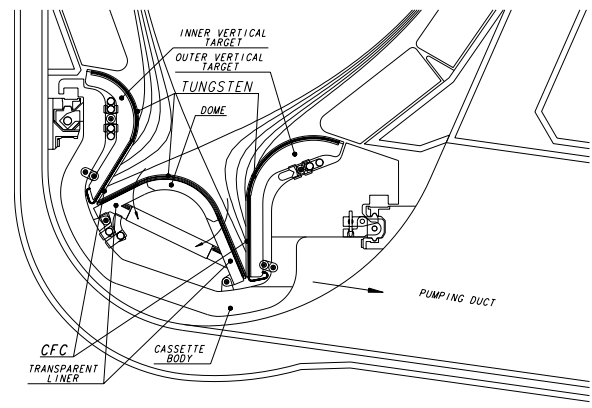 INNER VERTICAL
TARGET
OUTER VERTICAL
TARGET
TUNGSTEN
DOME
PUMPING DUCT
CFC
TRANSPARENT
LINER
CASSETTE
BODY